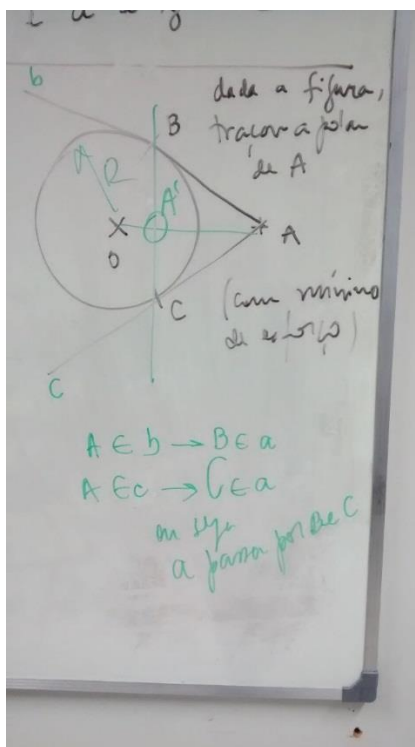 b
dada a figura,
B
traçar a polar
de A
R
A'
A
O
C
(com mínimo
de esforço)
c
A ∈ b → B ∈ a
A ∈ c → C ∈ a
ou seja
a passa por B e C